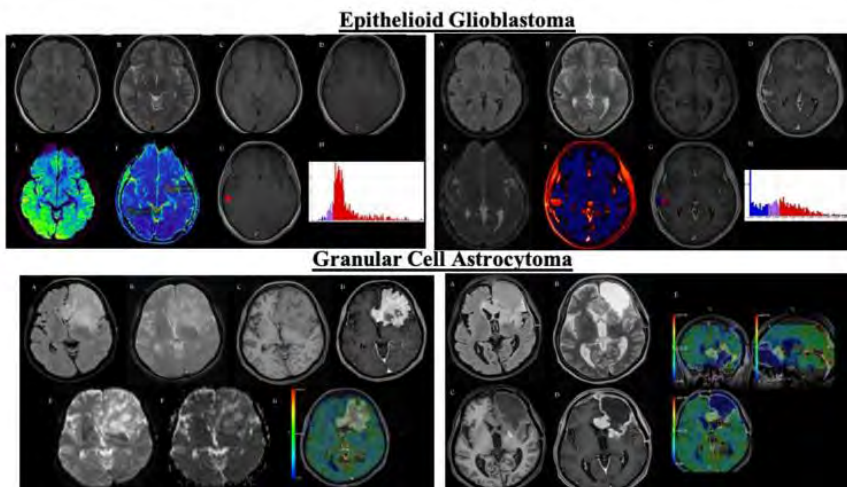 Epithelioid Glioblastoma
A B C D
E F G H
A B C D
E F G H
Granular Cell Astrocytoma
A B C D
E F G
A B E
C D